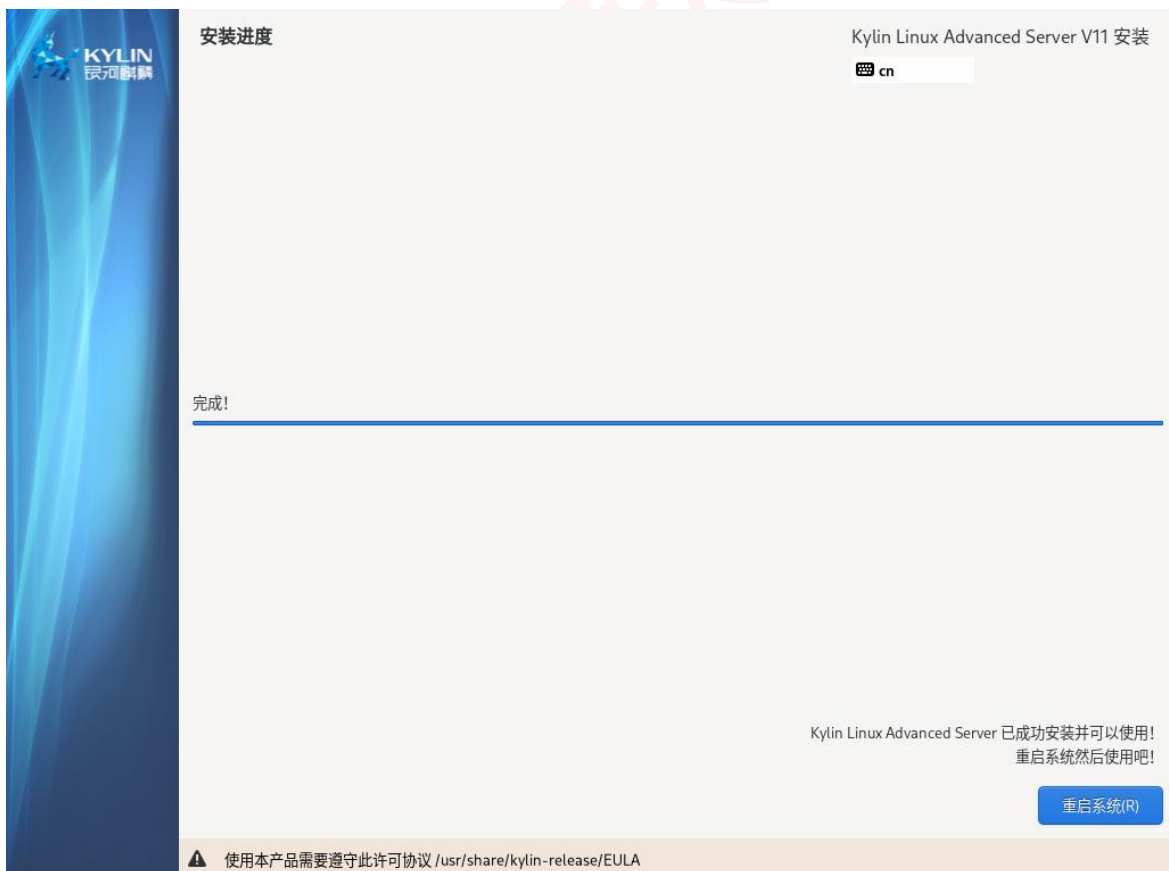 KYLIN
银河麒麟
安装进度
Kylin Linux Advanced Server V11 安装
cn
完成!
Kylin Linux Advanced Server 已成功安装并可以使用!
重启系统然后使用吧!
重启系统(R)
使用本产品需要遵守此许可协议 /usr/share/kylin-release/EULA